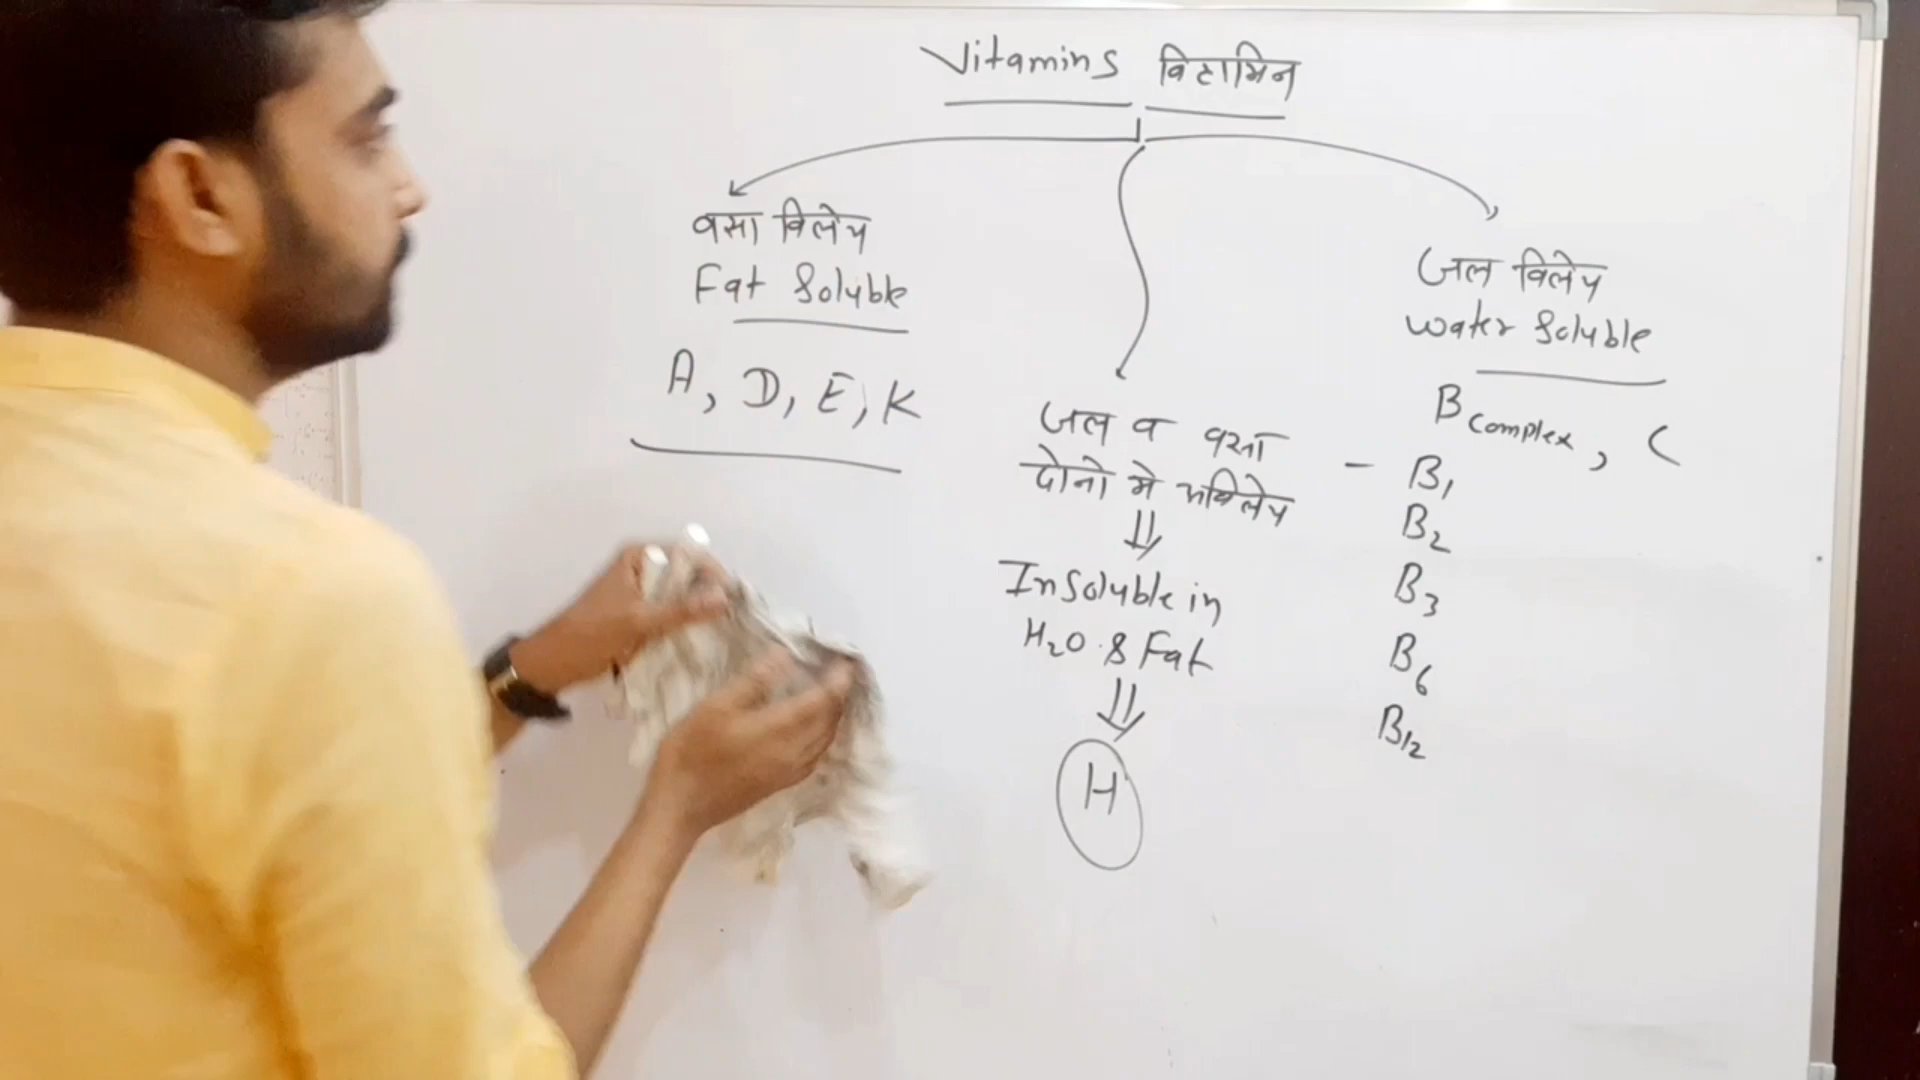 Vitamins विटामिन
वसा विलेय
Fat Soluble
A, D, E, K
जल व वसा
दोनो मे अविलेय
InSoluble in
H₂O & Fat
H
जल विलेय
water Soluble
B complex, C
- B₁
B₂
B₃
B₆
B₁₂